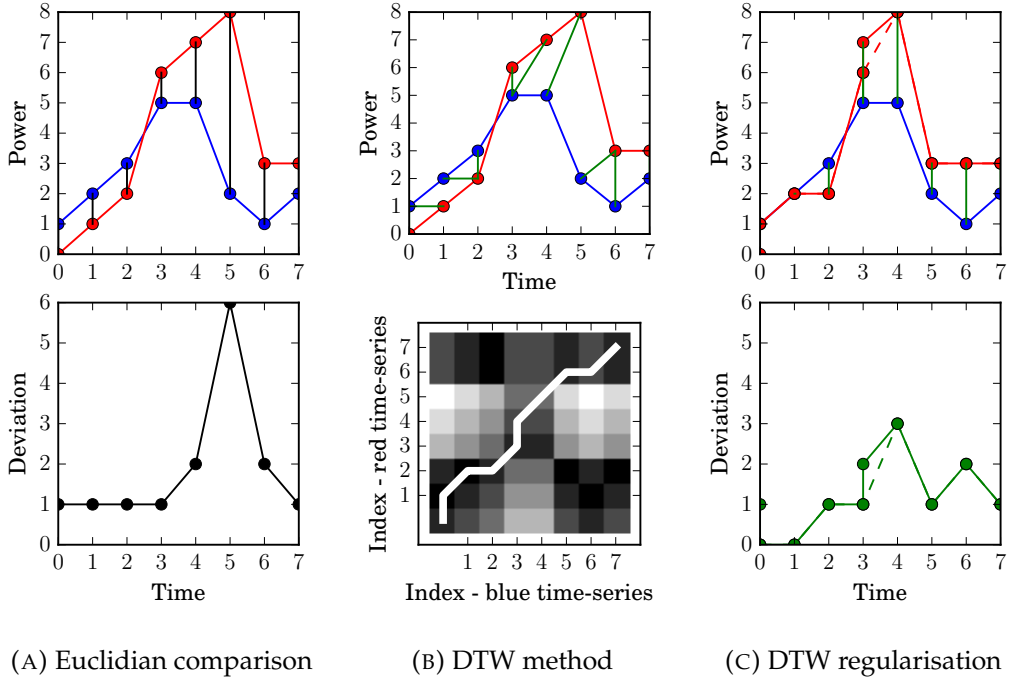 8
7
6
5
4
3
2
1
0
Power
0 1 2 3 4 5 6 7
6
5
4
3
2
1
0
Deviation
0 1 2 3 4 5 6 7
Time
(A) Euclidian comparison
8
7
6
5
4
3
2
1
0
Power
0 1 2 3 4 5 6 7
Time
7
6
5
4
3
2
1
Index - red time-series
1 2 3 4 5 6 7
Index - blue time-series
(B) DTW method
8
7
6
5
4
3
2
1
0
Power
0 1 2 3 4 5 6 7
6
5
4
3
2
1
0
Deviation
0 1 2 3 4 5 6 7
Time
(C) DTW regularisation